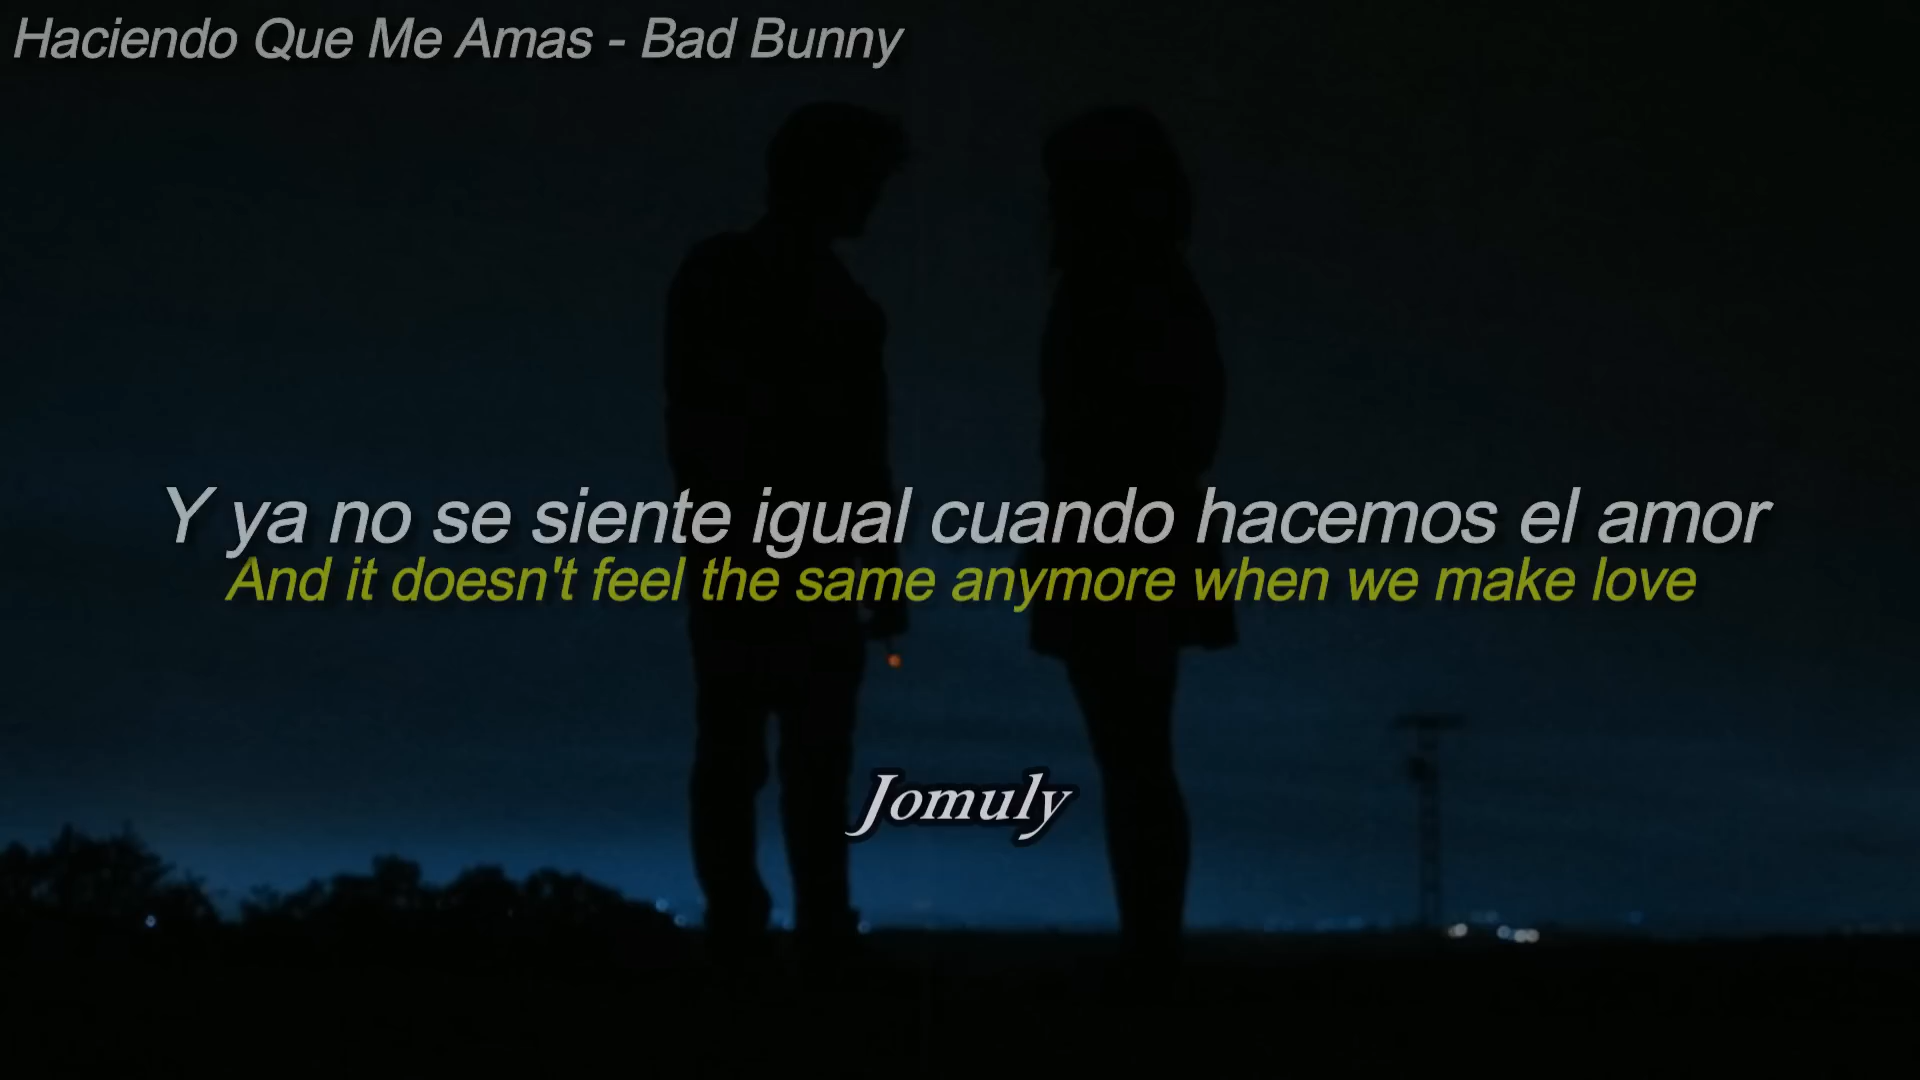 Haciendo Que Me Amas - Bad Bunny
Y ya no se siente igual cuando hacemos el amor
And it doesn't feel the same anymore when we make love
Jomuly